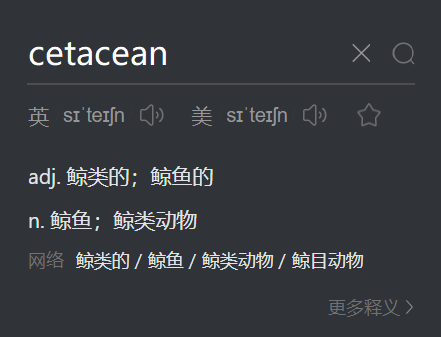 cetacean
英 sɪˈteɪʃn 美 sɪˈteɪʃn
adj. 鲸类的；鲸鱼的
n. 鲸鱼；鲸类动物
网络 鲸类的 / 鲸鱼 / 鲸类动物 / 鲸目动物
更多释义